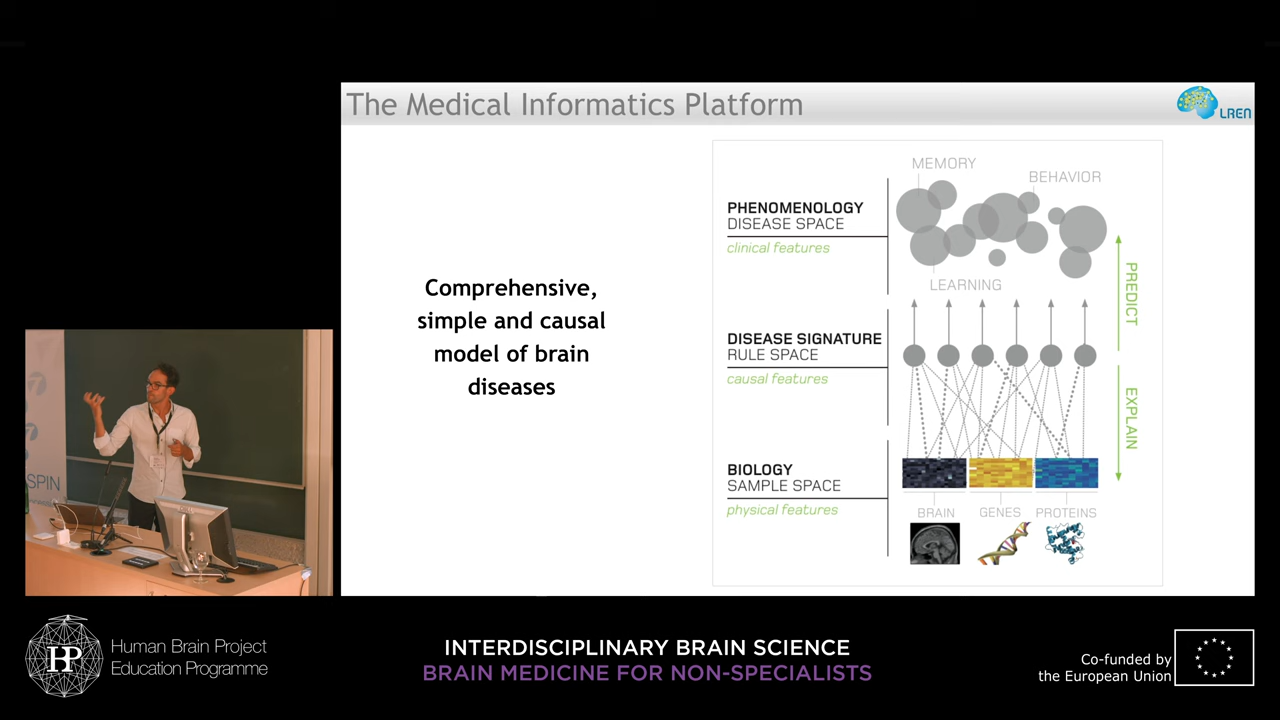 The Medical Informatics Platform
LREN
Comprehensive,
simple and causal
model of brain
diseases
MEMORY
BEHAVIOR
PHENOMENOLOGY
DISEASE SPACE
clinical features
LEARNING
PREDICT
DISEASE SIGNATURE
RULE SPACE
causal features
EXPLAIN
BIOLOGY
SAMPLE SPACE
physical features
BRAIN
GENES
PROTEINS
SPIN
HBP
Human Brain Project
Education Programme
INTERDISCIPLINARY BRAIN SCIENCE
BRAIN MEDICINE FOR NON-SPECIALISTS
Co-funded by
the European Union